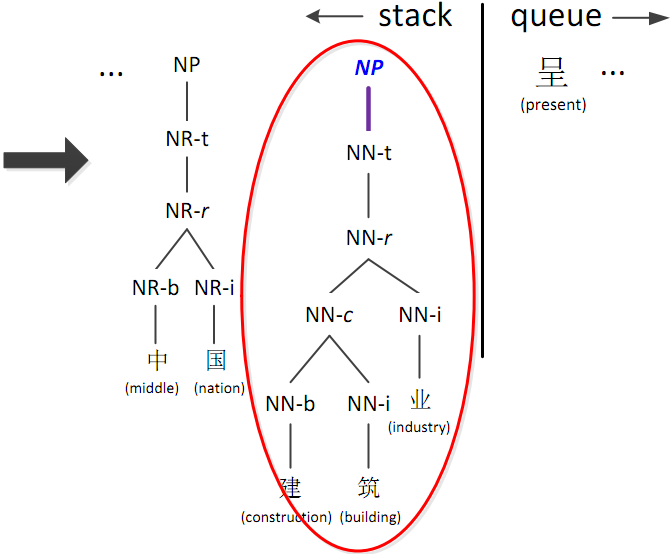 stack queue
... NP NP 呈 ...
(present)
NR-t NN-t
NR-r NN-r
NR-b NR-i NN-c NN-i
中 国 业
(middle) (nation) (industry)
NN-b NN-i
建 筑
(construction) (building)